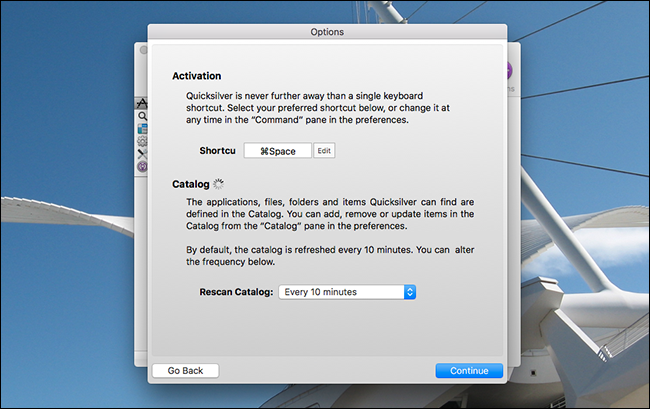 Options
Activation
Quicksilver is never further away than a single keyboard
shortcut. Select your preferred shortcut below, or change it at
any time in the “Command” pane in the preferences.
Shortcu ⌘Space Edit
Catalog
The applications, files, folders and items Quicksilver can find are
defined in the Catalog. You can add, remove or update items in the
Catalog from the “Catalog” pane in the preferences.
By default, the catalog is refreshed every 10 minutes. You can alter
the frequency below.
Rescan Catalog: Every 10 minutes
Go Back Continue